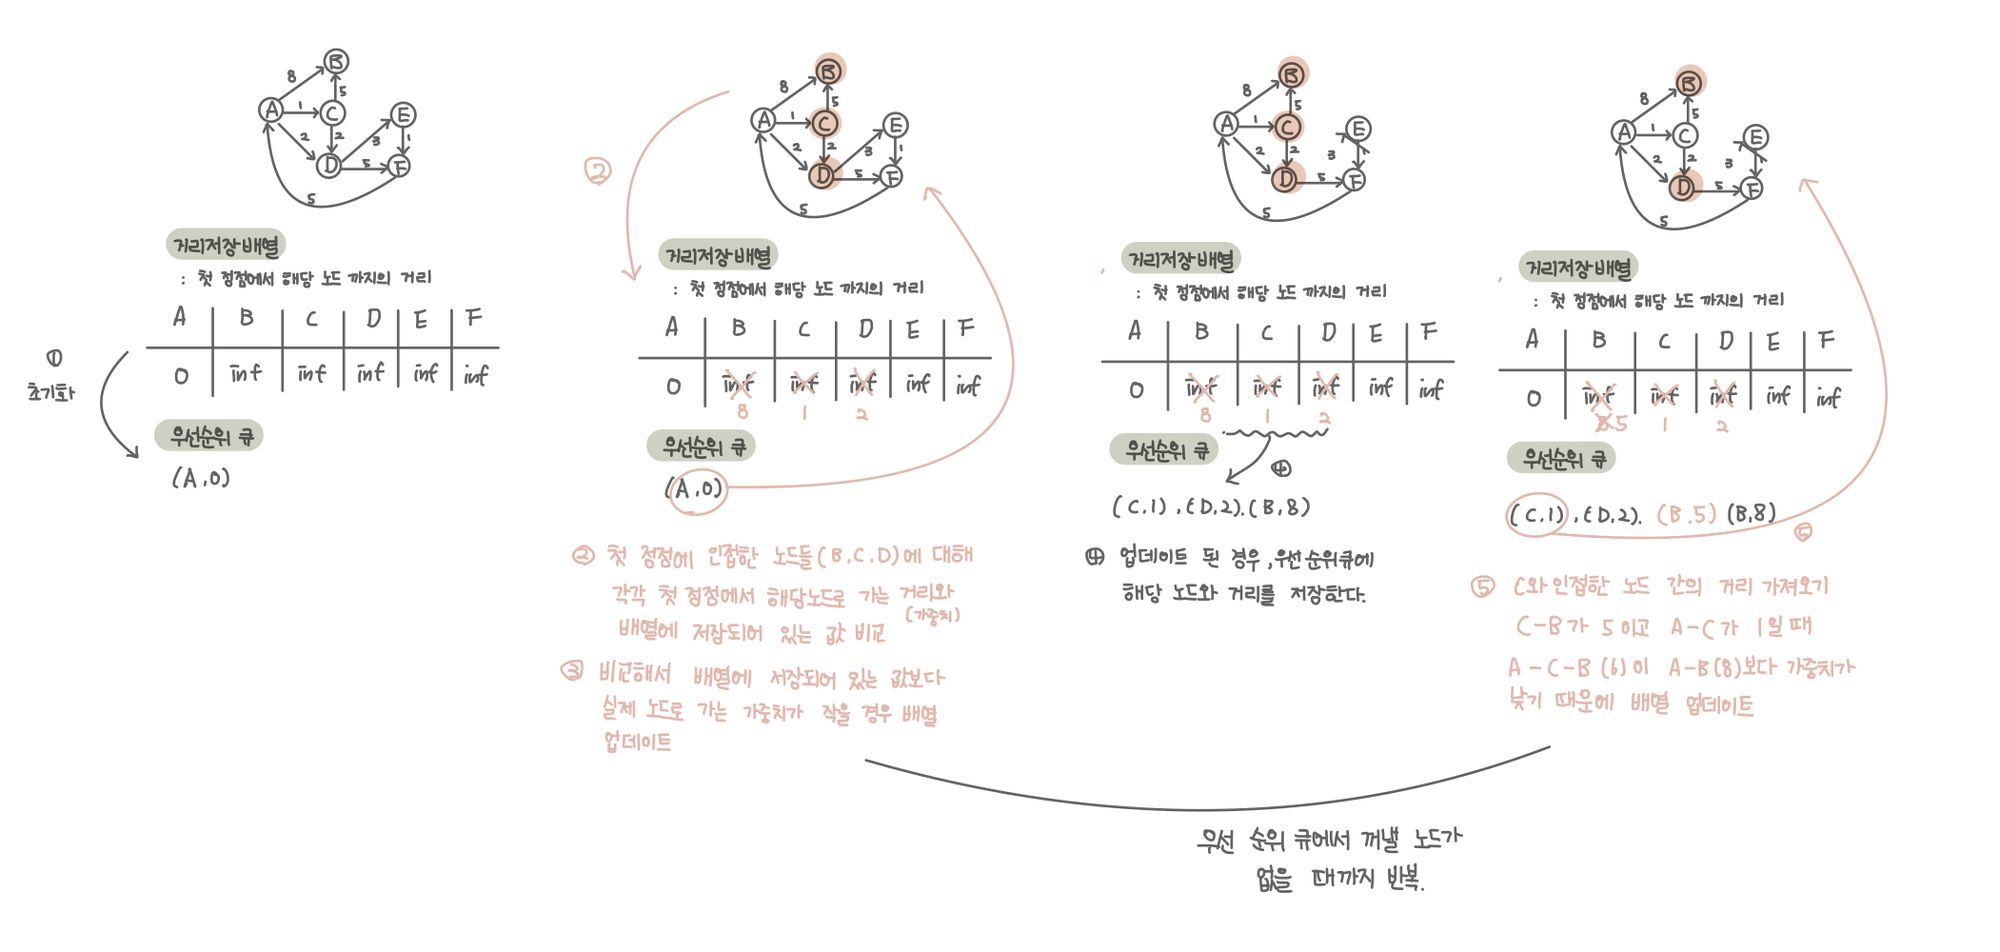 B
8
5
A
1
C
E
2
2
3
1
D
5
F
5
거리저장배열
: 첫 정점에서 해당 노드 까지의 거리
A B C D E F
0 inf inf inf inf inf
①
초기화
우선순위 큐
(A,0)
B
8
5
A
1
C
E
2
2
3
1
D
5
F
5
②
거리저장배열
: 첫 정점에서 해당 노드 까지의 거리
A B C D E F
0 inf inf inf inf inf
8 1 2
우선순위 큐
(A,0)
② 첫 정점에 인접한 노드들(B,C,D)에 대해
각각 첫 정점에서 해당노드로 가는 거리와
(가중치)
배열에 저장되어 있는 값 비교
③ 비교해서 배열에 저장되어 있는 값보다
실제 노드로 가는 가중치가 작을 경우 배열
업데이트
B
8
5
A
1
C
E
2
2
3
D
5
F
5
거리저장배열
: 첫 정점에서 해당 노드 까지의 거리
A B C D E F
0 inf inf inf inf inf
8 1 2
우선순위 큐
④
(C,1),(D,2).(B,8)
④ 업데이트 된 경우,우선순위큐에
해당 노드와 거리를 저장한다.
B
8
5
A
1
C
E
2
2
3
D
5
F
5
거리저장배열
: 첫 정점에서 해당 노드 까지의 거리
A B C D E F
0 inf inf inf inf inf
8 5 1 2
우선순위 큐
(C,1),(D,2). (B.5) (B,8)
⑤
⑤ C와 인접한 노드 간의 거리 가져오기
C-B가 5이고 A-C가 1일때
A-C-B(6)이 A-B(8)보다 가중치가
낮기 때문에 배열 업데이트
우선 순위 큐에서 꺼낼 노드가
없을 때까지 반복.